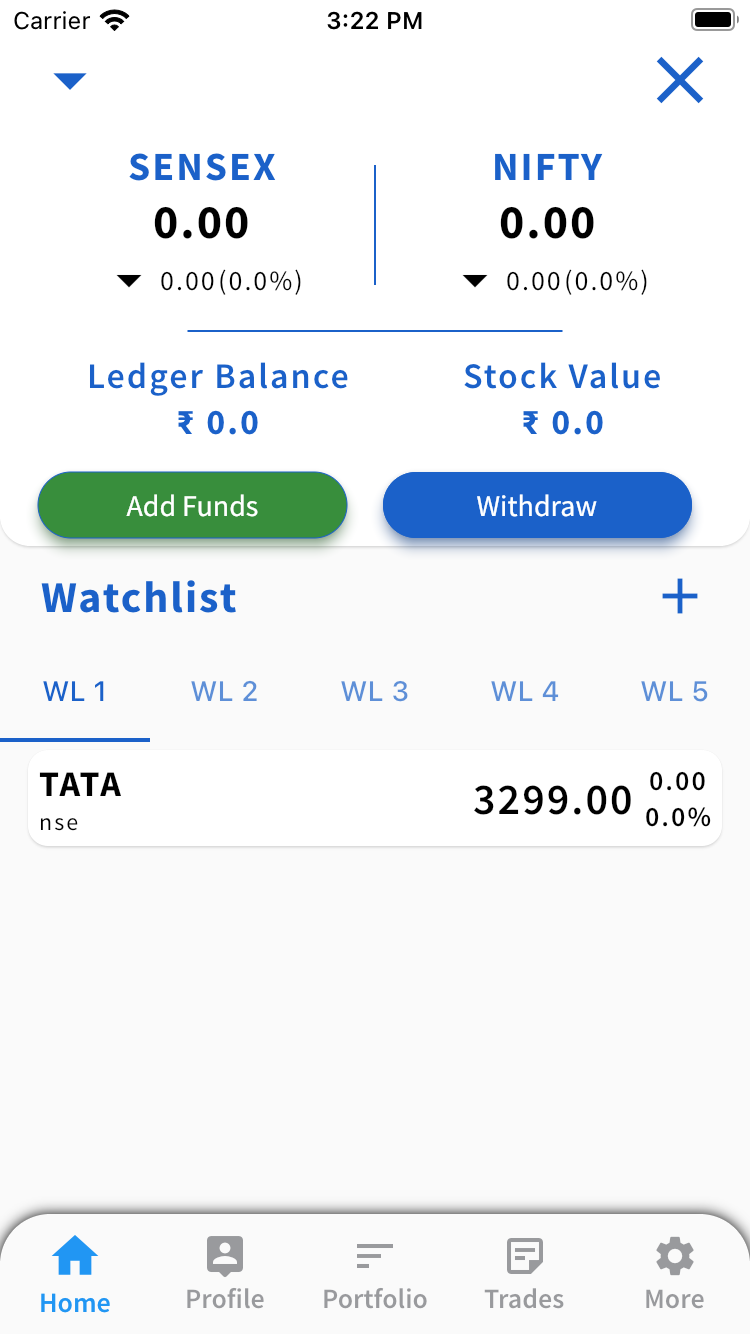 Carrier 3:22 PM
SENSEX NIFTY
0.00 0.00
0.00(0.0%) 0.00(0.0%)
Ledger Balance Stock Value
₹ 0.0 ₹ 0.0
Add Funds Withdraw
Watchlist
WL 1 WL 2 WL 3 WL 4 WL 5
TATA 3299.00 0.00
nse 0.0%
Home Profile Portfolio Trades More